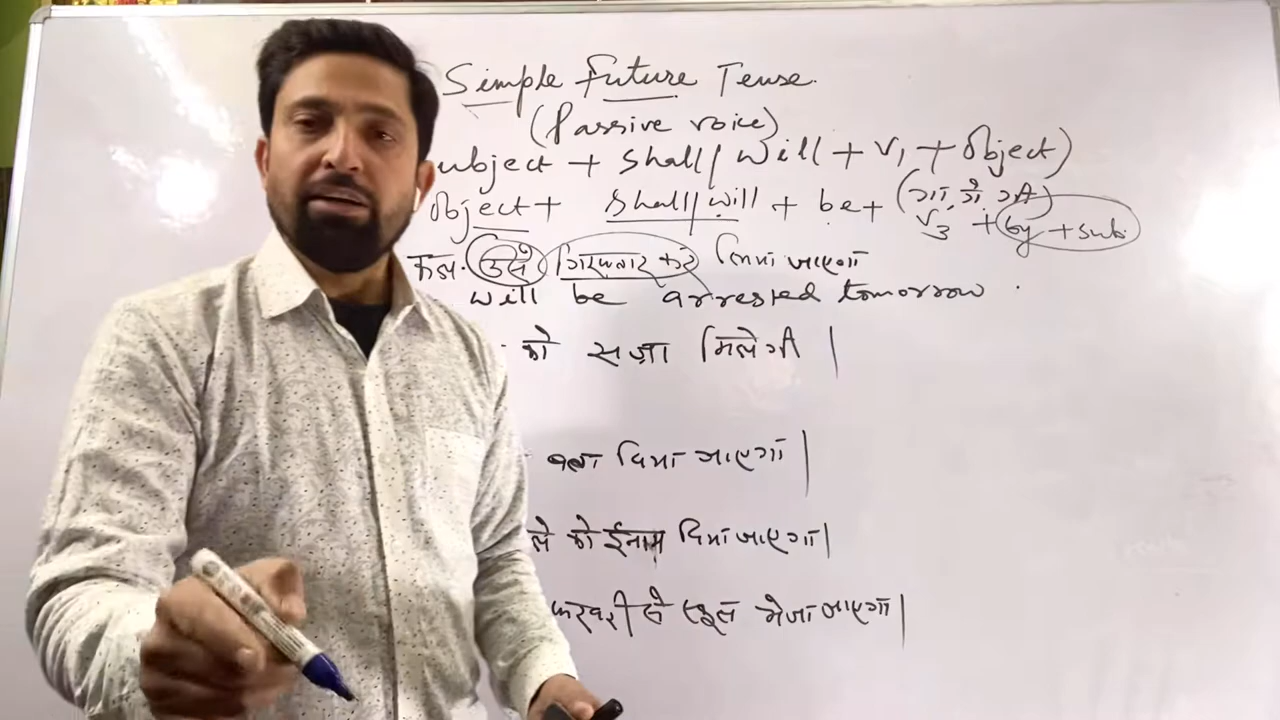 Simple Future Tense.
(Passive voice)
ubject + Shall/Will + V1 + Object)
Object + Shall/will + be + (गा, गे, गी)
V3 + by + sub.
कल उसे गिरफ्तार कर लिया जाएगा
will be arrested tomorrow.
को सज़ा मिलेगी |
दिया जाएगा |
ले को ईनाम दिया जाएगा |
फरवरी से स्कूल भेजा जाएगा |